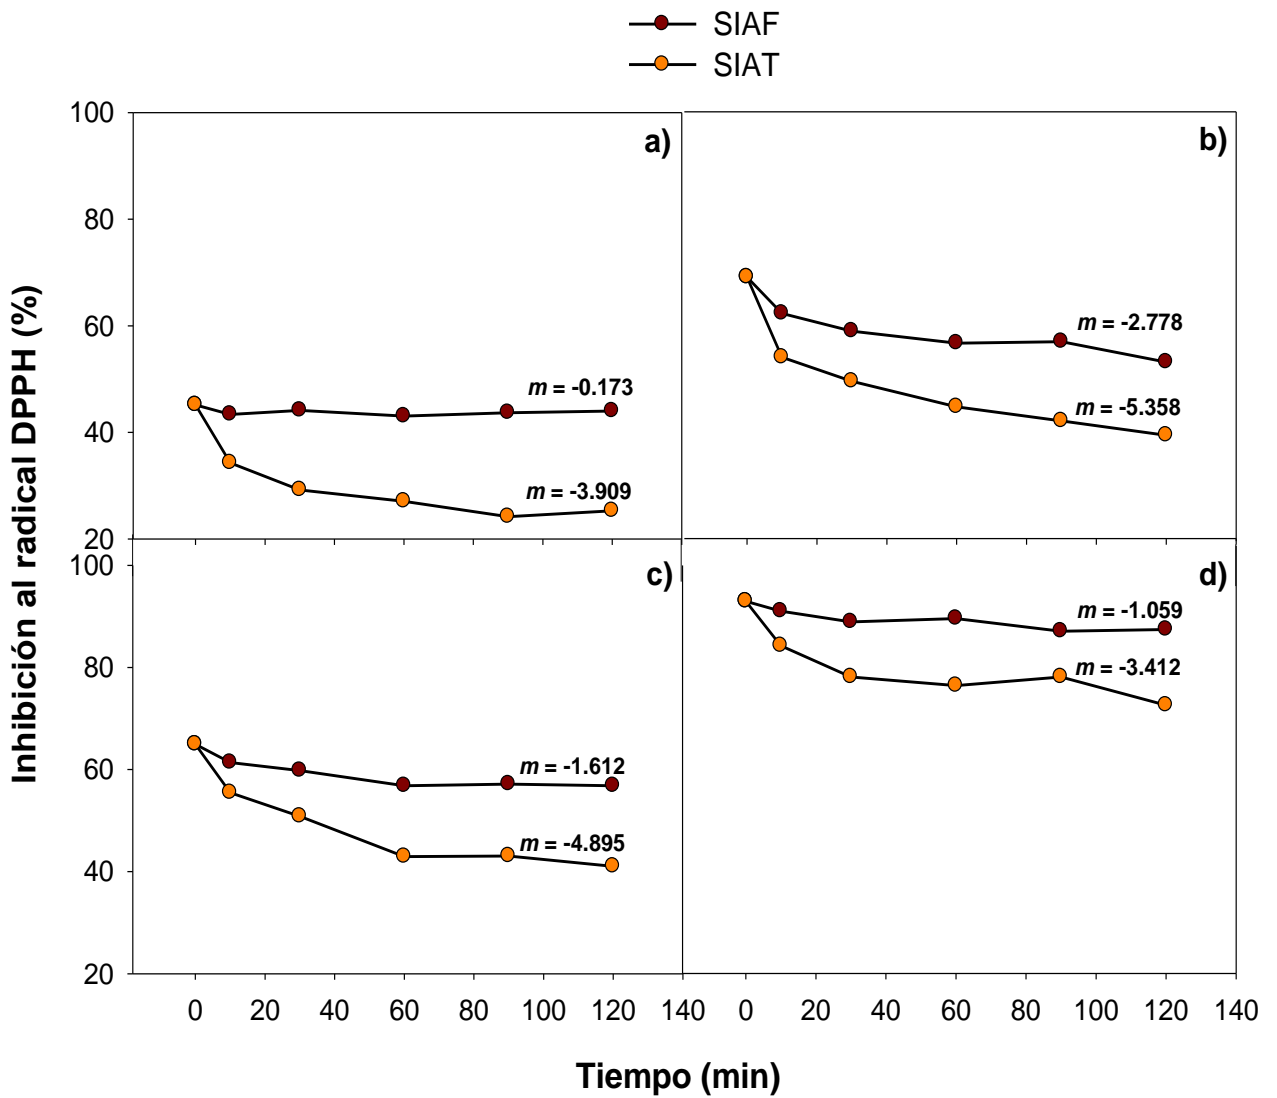 SIAF
SIAT
100
80
60
40
20
a)
m = -0.173
m = -3.909
b)
m = -2.778
m = -5.358
100
80
60
40
20
c)
m = -1.612
m = -4.895
d)
m = -1.059
m = -3.412
0 20 40 60 80 100 120 140
0 20 40 60 80 100 120 140
Tiempo (min)
Inhibición al radical DPPH (%)